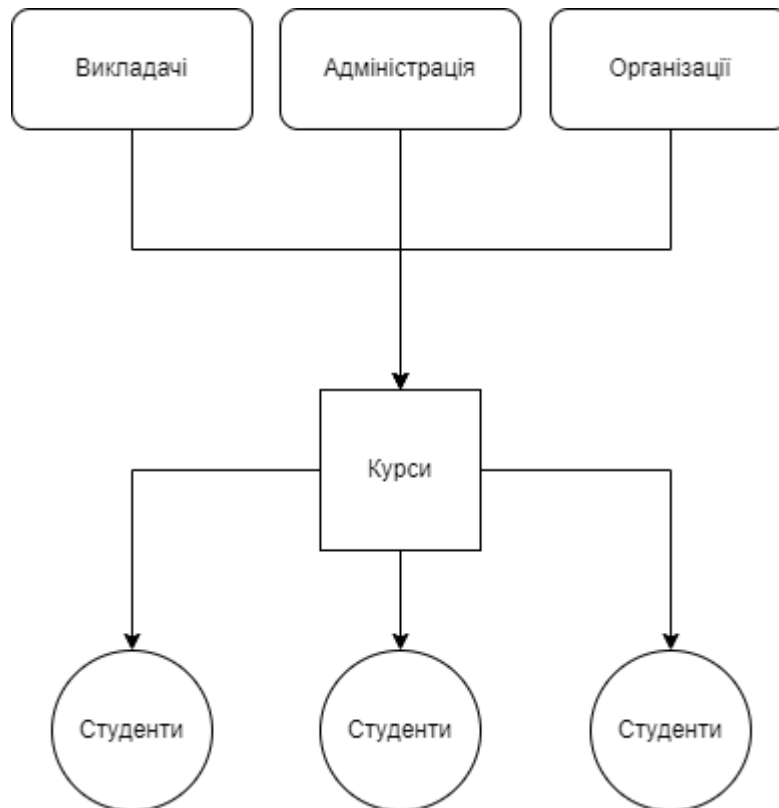 Викладачі
Адміністрація
Організації
Курси
Студенти
Студенти
Студенти